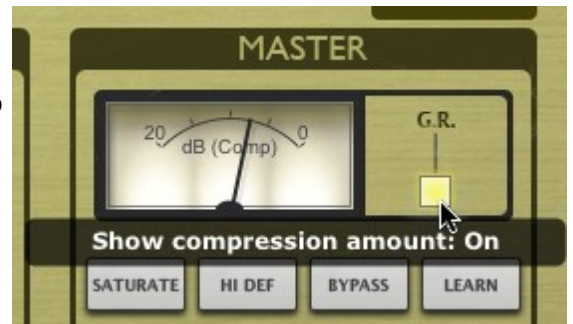 MASTER
20 0
dB (Comp)
G.R.
Show compression amount: On
SATURATE HI DEF BYPASS LEARN